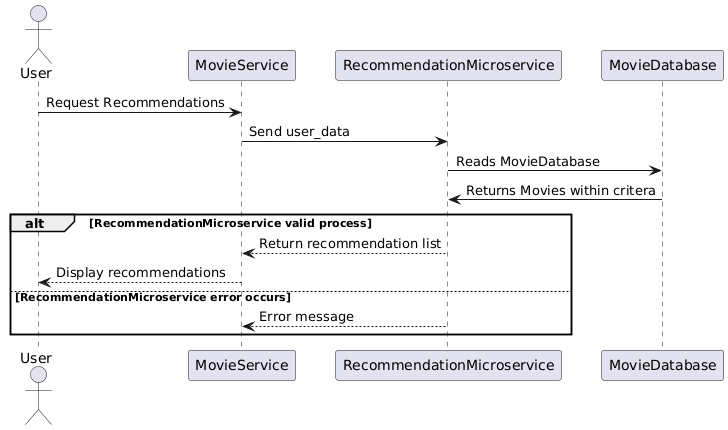 User
MovieService
RecommendationMicroservice
MovieDatabase
Request Recommendations
Send user_data
Reads MovieDatabase
Returns Movies within critera
alt
[RecommendationMicroservice valid process]
Return recommendation list
Display recommendations
[RecommendationMicroservice error occurs]
Error message
User
MovieService
RecommendationMicroservice
MovieDatabase